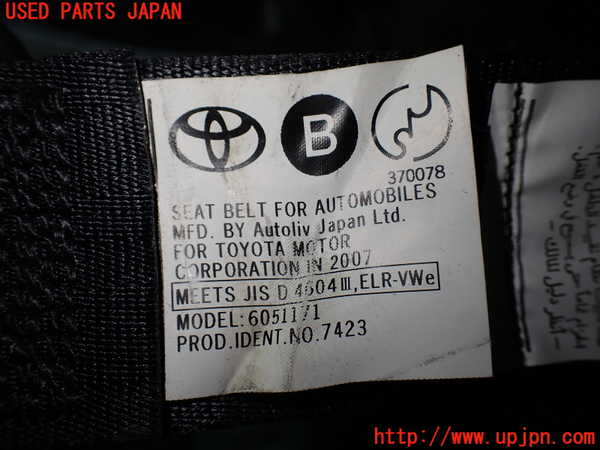 USED PARTS JAPAN
B
370078
SEAT BELT FOR AUTOMOBILES
MFD. BY Autoliv Japan Ltd.
FOR TOYOTA MOTOR
CORPORATION IN 2007
MEETS JIS D 4604 III, ELR-VWe
MODEL:6051171
PROD.IDENT.NO.7423
http://www.upjpn.com/